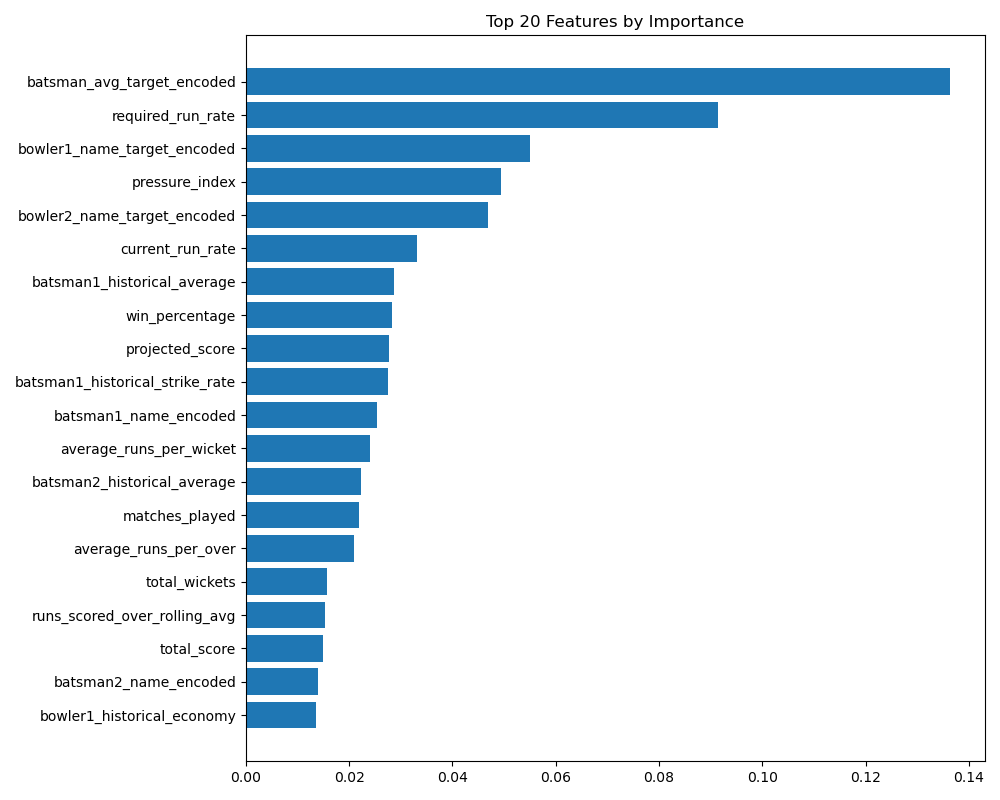 Top 20 Features by Importance
batsman_avg_target_encoded
required_run_rate
bowler1_name_target_encoded
pressure_index
bowler2_name_target_encoded
current_run_rate
batsman1_historical_average
win_percentage
projected_score
batsman1_historical_strike_rate
batsman1_name_encoded
average_runs_per_wicket
batsman2_historical_average
matches_played
average_runs_per_over
total_wickets
runs_scored_over_rolling_avg
total_score
batsman2_name_encoded
bowler1_historical_economy
0.00 0.02 0.04 0.06 0.08 0.10 0.12 0.14